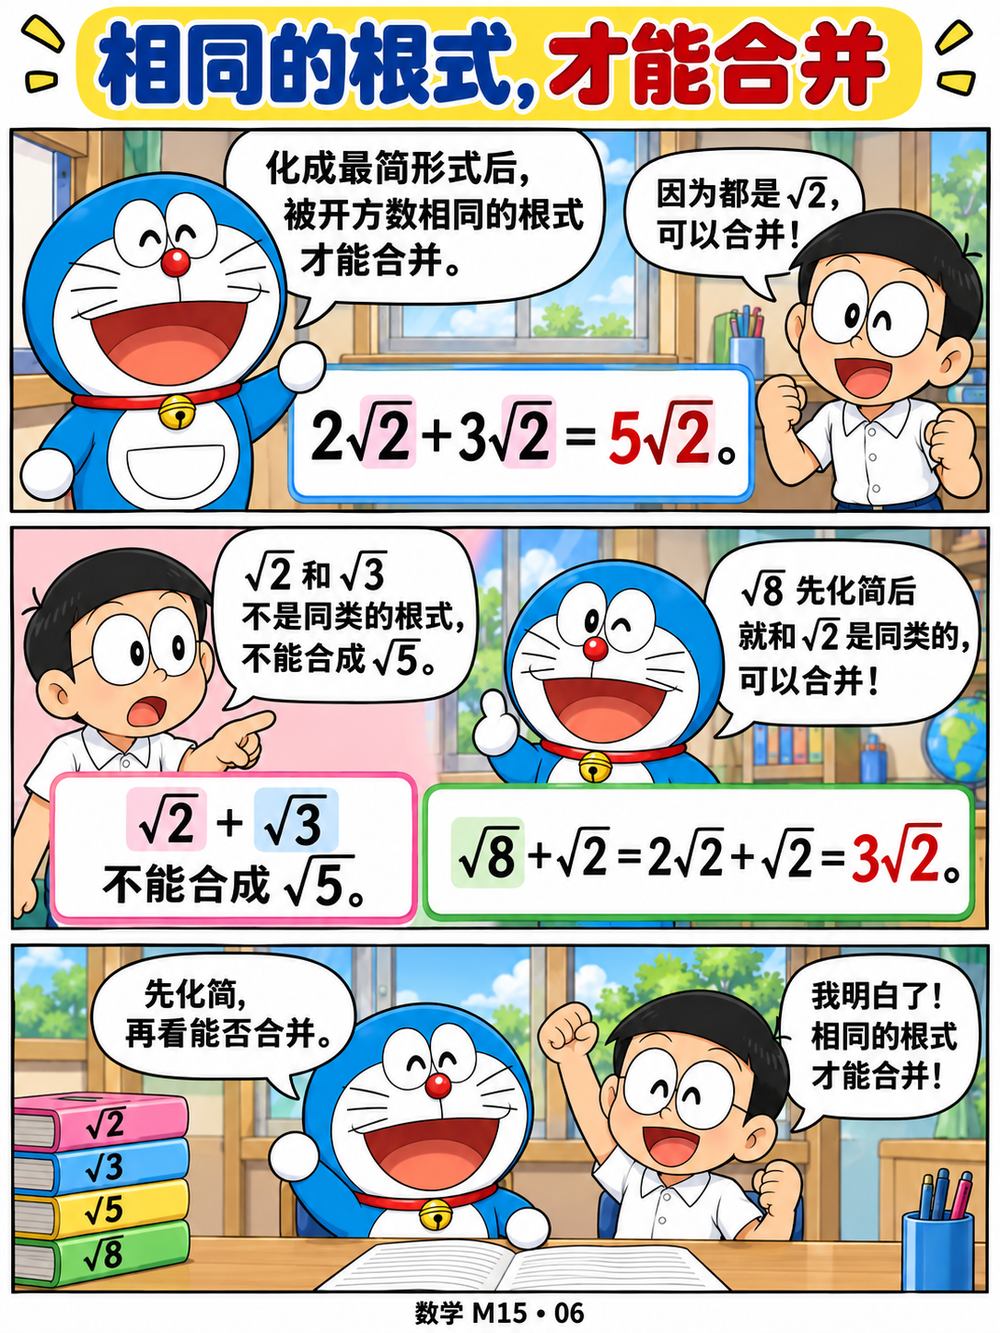 相同的根式,才能合并
化成最简形式后,
被开方数相同的根式
才能合并。
因为都是√2,
可以合并!
2√2+3√2=5√2。
√2和√3
不是同类的根式,
不能合成√5。
√8先化简后
就和√2是同类的,
可以合并!
√2+√3
不能合成√5。
√8+√2=2√2+√2=3√2。
先化简,
再看能否合并。
我明白了!
相同的根式
才能合并!
√2
√3
√5
√8
数学 M15·06